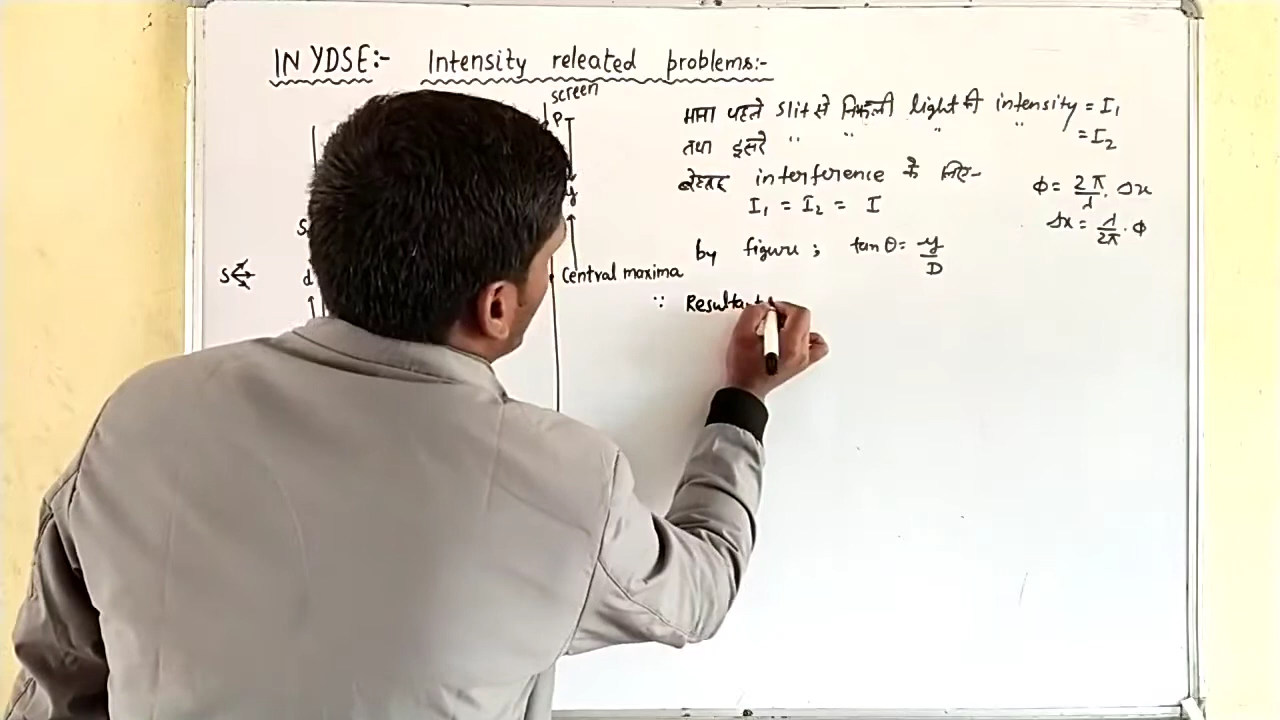 IN YDSE:- Intensity releated problems:-
screen
P
y
S
S
d
Central maxima
माना पहले slit से निकली light की intensity = I₁
तथा दूसरे " " " " = I₂
बेहतर interference के लिए-
I₁ = I₂ = I
by figure ; tan θ = y/D
∵ Resultant
ϕ = 2π/λ · Δx
Δx = λ/2π · ϕ